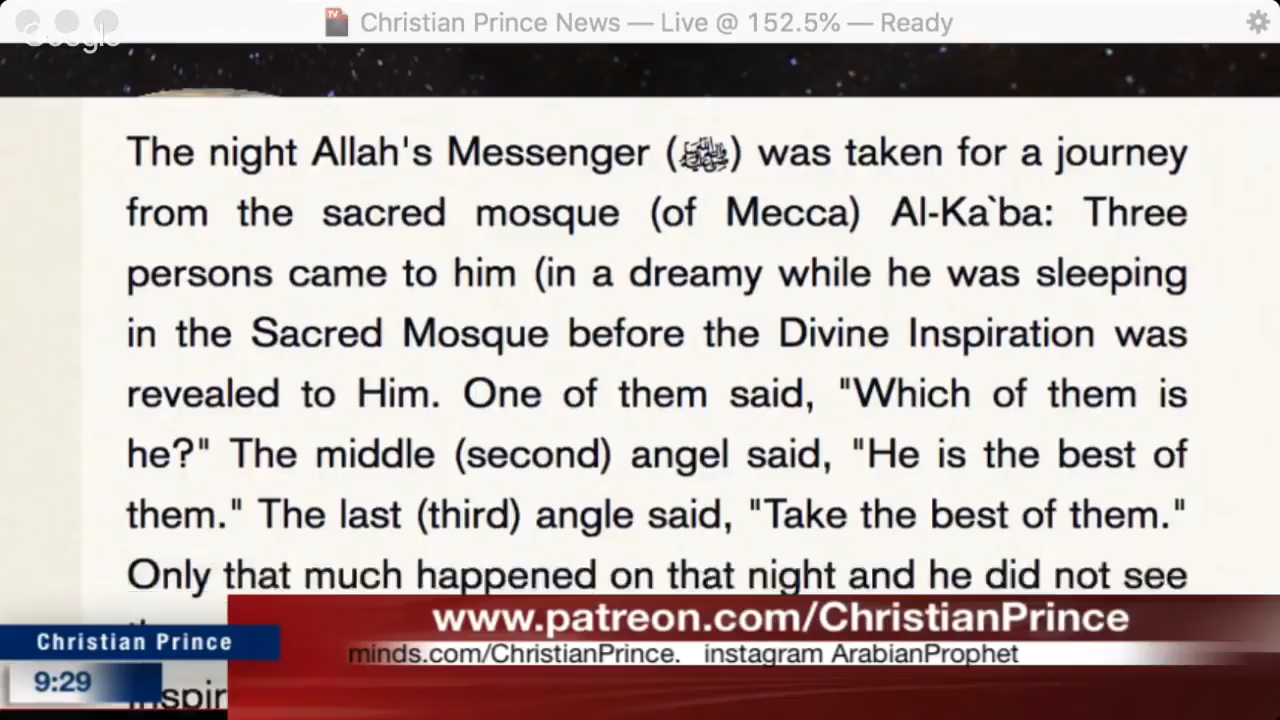 Christian Prince News — Live @ 152.5% — Ready
Google
The night Allah's Messenger (ﷺ) was taken for a journey
from the sacred mosque (of Mecca) Al-Ka`ba: Three
persons came to him (in a dreamy while he was sleeping
in the Sacred Mosque before the Divine Inspiration was
revealed to Him. One of them said, "Which of them is
he?" The middle (second) angel said, "He is the best of
them." The last (third) angle said, "Take the best of them."
Only that much happened on that night and he did not see
www.patreon.com/ChristianPrince
Christian Prince
minds.com/ChristianPrince. instagram ArabianProphet
9:29